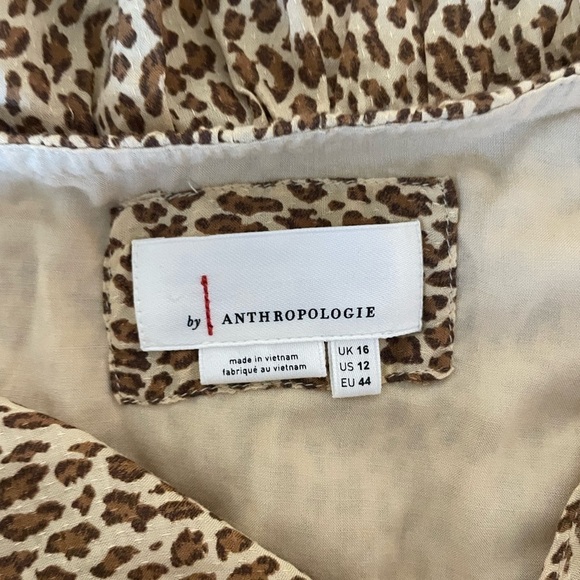 by ANTHROPOLOGIE
made in vietnam
fabriqué au vietnam
UK 16
US 12
EU 44